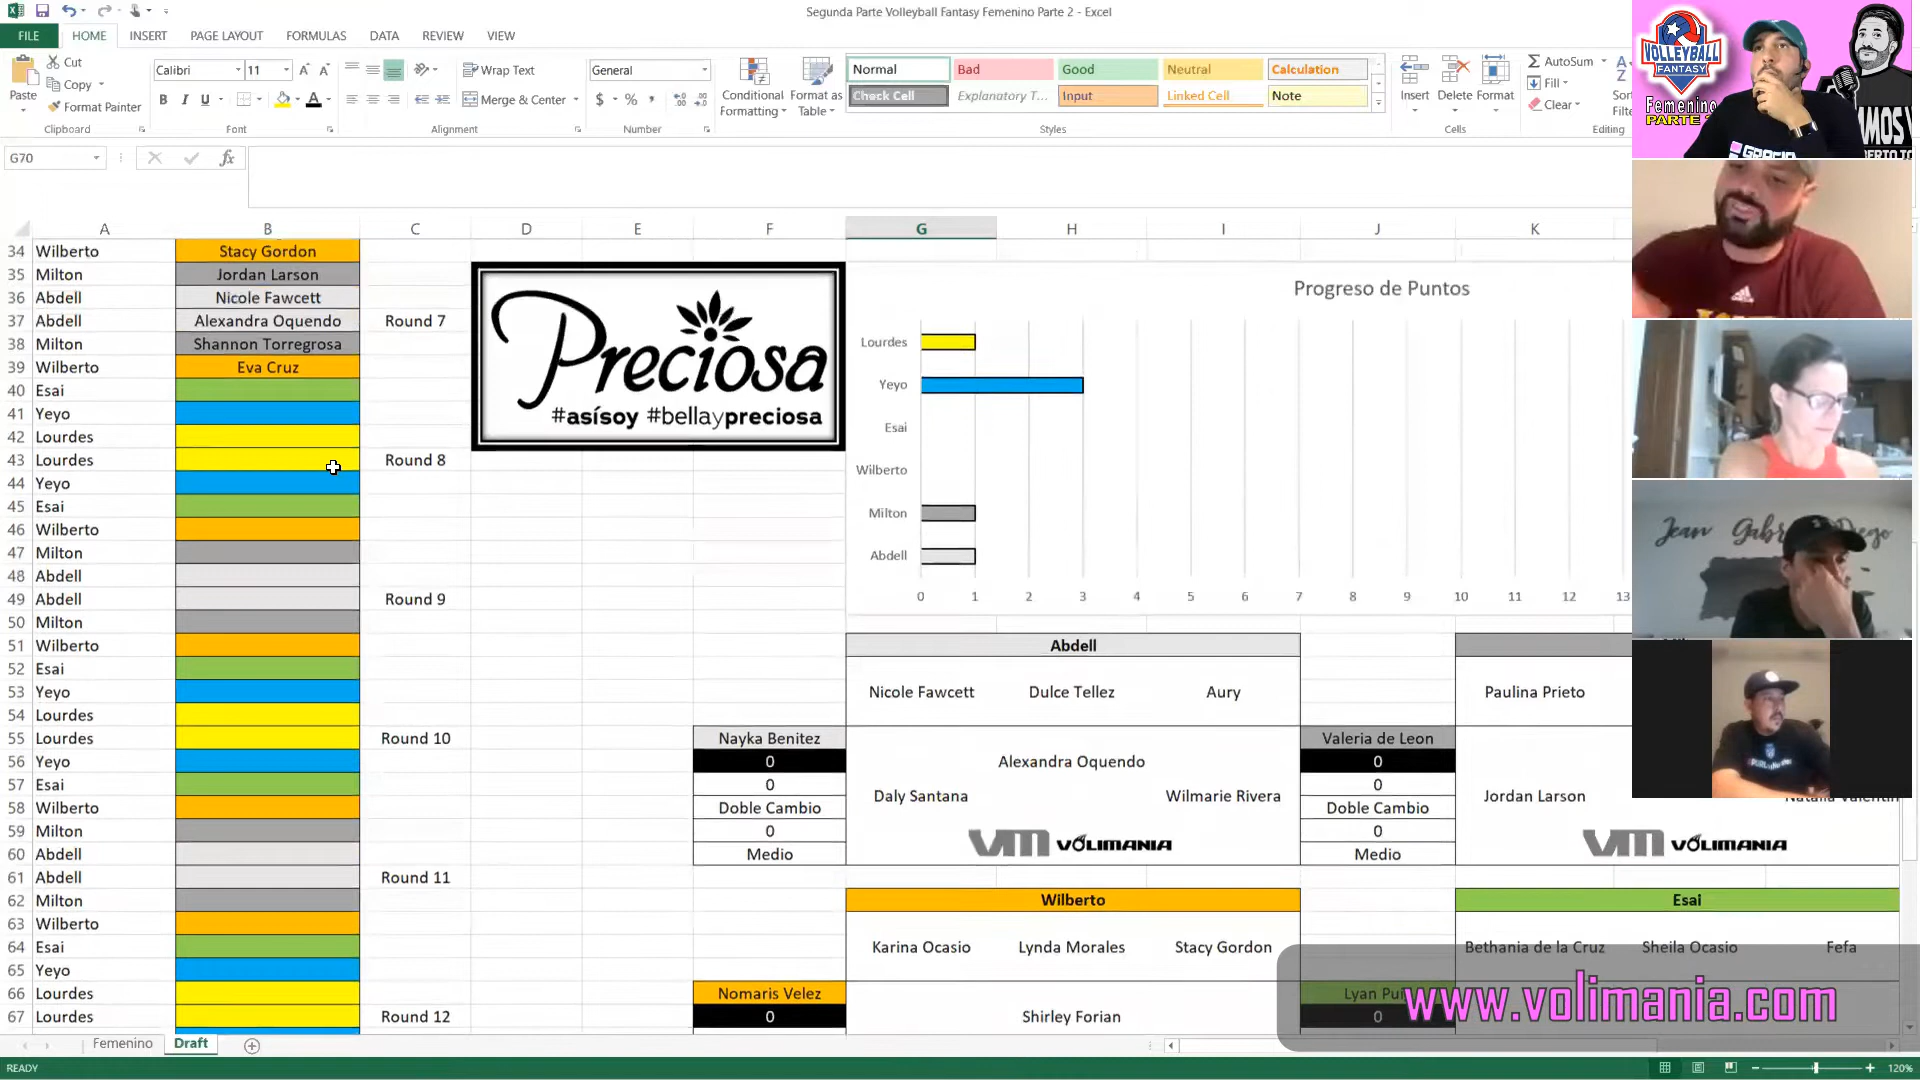 Segunda Parte Volleyball Fantasy Femenino Parte 2 - Excel
FILE HOME INSERT PAGE LAYOUT FORMULAS DATA REVIEW VIEW
Paste Cut Copy Format Painter Clipboard
Calibri 11 B I U Font
Wrap Text Merge & Center Alignment
General $ % , Number
Conditional Formatting Format as Table
Normal Bad Good Neutral Calculation
Check Cell Explanatory T... Input Linked Cell Note
Styles
Insert Delete Format Cells
AutoSum Fill Clear Editing
G70
A B C D E F G H I J K
34 Wilberto Stacy Gordon
35 Milton Jordan Larson
36 Abdell Nicole Fawcett
37 Abdell Alexandra Oquendo Round 7
38 Milton Shannon Torregrosa
39 Wilberto Eva Cruz
40 Esai
41 Yeyo
42 Lourdes
43 Lourdes Round 8
44 Yeyo
45 Esai
46 Wilberto
47 Milton
48 Abdell
49 Abdell Round 9
50 Milton
51 Wilberto
52 Esai
53 Yeyo
54 Lourdes
55 Lourdes Round 10
56 Yeyo
57 Esai
58 Wilberto
59 Milton
60 Abdell
61 Abdell Round 11
62 Milton
63 Wilberto
64 Esai
65 Yeyo
66 Lourdes
67 Lourdes Round 12
Preciosa
#asísoy #bellaypreciosa
Progreso de Puntos
Lourdes
Yeyo
Esai
Wilberto
Milton
Abdell
0 1 2 3 4 5 6 7 8 9 10 11 12 13
Abdell
Nicole Fawcett Dulce Tellez Aury
Alexandra Oquendo
Daly Santana Wilmarie Rivera
VM VOLIMANIA
Nayka Benitez
0
0
Doble Cambio
0
Medio
Valeria de Leon
0
0
Doble Cambio
0
Medio
Paulina Prieto
Jordan Larson Natalia Valentin
VM VOLIMANIA
Wilberto
Karina Ocasio Lynda Morales Stacy Gordon
Nomaris Velez
0
Shirley Forian
Esai
Bethania de la Cruz Sheila Ocasio Fefa
0
www.volimania.com
Femenino Draft
READY
120%
VOLLEYBALL
FANTASY
Femenino
Jean Gabr Diego